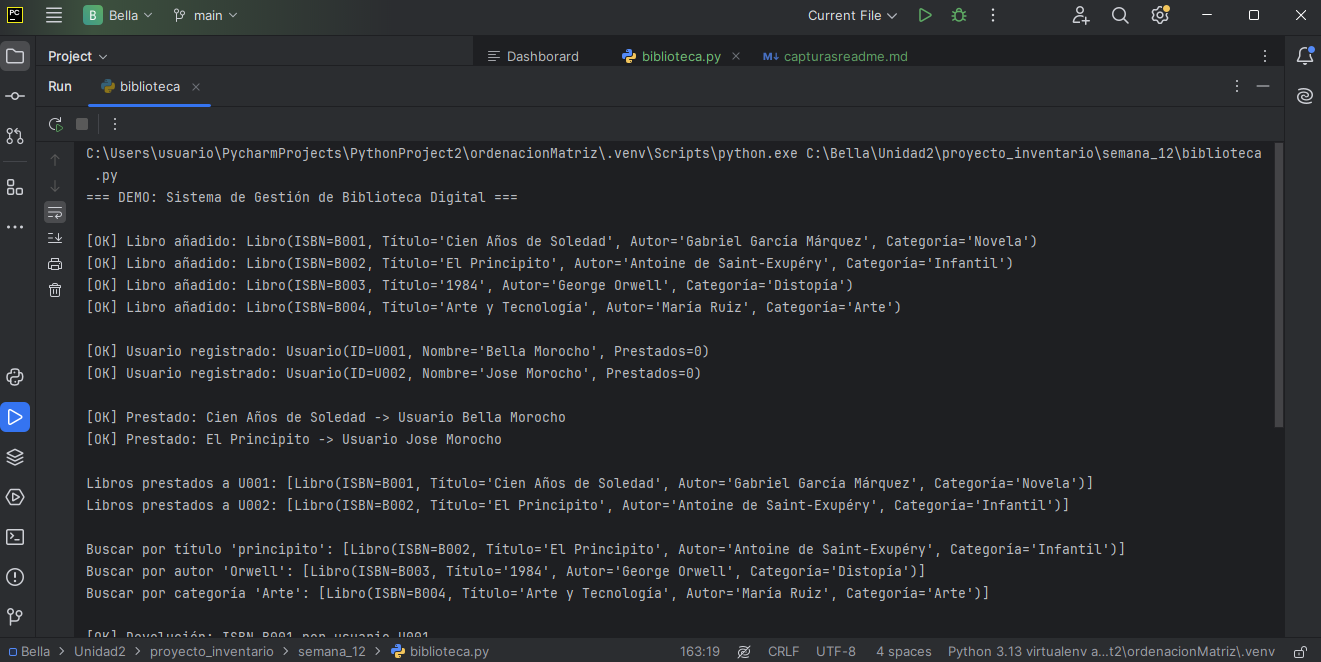 PC
B Bella
main
Current File
Project
Dashborard
biblioteca.py
M↓ capturasreadme.md
Run
biblioteca
C:\Users\usuario\PycharmProjects\PythonProject2\ordenacionMatriz\.venv\Scripts\python.exe C:\Bella\Unidad2\proyecto_inventario\semana_12\biblioteca
.py
=== DEMO: Sistema de Gestión de Biblioteca Digital ===
[OK] Libro añadido: Libro(ISBN=B001, Título='Cien Años de Soledad', Autor='Gabriel García Márquez', Categoría='Novela')
[OK] Libro añadido: Libro(ISBN=B002, Título='El Principito', Autor='Antoine de Saint-Exupéry', Categoría='Infantil')
[OK] Libro añadido: Libro(ISBN=B003, Título='1984', Autor='George Orwell', Categoría='Distopía')
[OK] Libro añadido: Libro(ISBN=B004, Título='Arte y Tecnología', Autor='María Ruiz', Categoría='Arte')
[OK] Usuario registrado: Usuario(ID=U001, Nombre='Bella Morocho', Prestados=0)
[OK] Usuario registrado: Usuario(ID=U002, Nombre='Jose Morocho', Prestados=0)
[OK] Prestado: Cien Años de Soledad -> Usuario Bella Morocho
[OK] Prestado: El Principito -> Usuario Jose Morocho
Libros prestados a U001: [Libro(ISBN=B001, Título='Cien Años de Soledad', Autor='Gabriel García Márquez', Categoría='Novela')]
Libros prestados a U002: [Libro(ISBN=B002, Título='El Principito', Autor='Antoine de Saint-Exupéry', Categoría='Infantil')]
Buscar por título 'principito': [Libro(ISBN=B002, Título='El Principito', Autor='Antoine de Saint-Exupéry', Categoría='Infantil')]
Buscar por autor 'Orwell': [Libro(ISBN=B003, Título='1984', Autor='George Orwell', Categoría='Distopía')]
Buscar por categoría 'Arte': [Libro(ISBN=B004, Título='Arte y Tecnología', Autor='María Ruiz', Categoría='Arte')]
[OK] Devolución: ISBN B001 por usuario U001
Bella > Unidad2 > proyecto_inventario > semana_12 > biblioteca.py
163:19 CRLF UTF-8 4 spaces Python 3.13 virtualenv a...t2\ordenacionMatriz\.venv